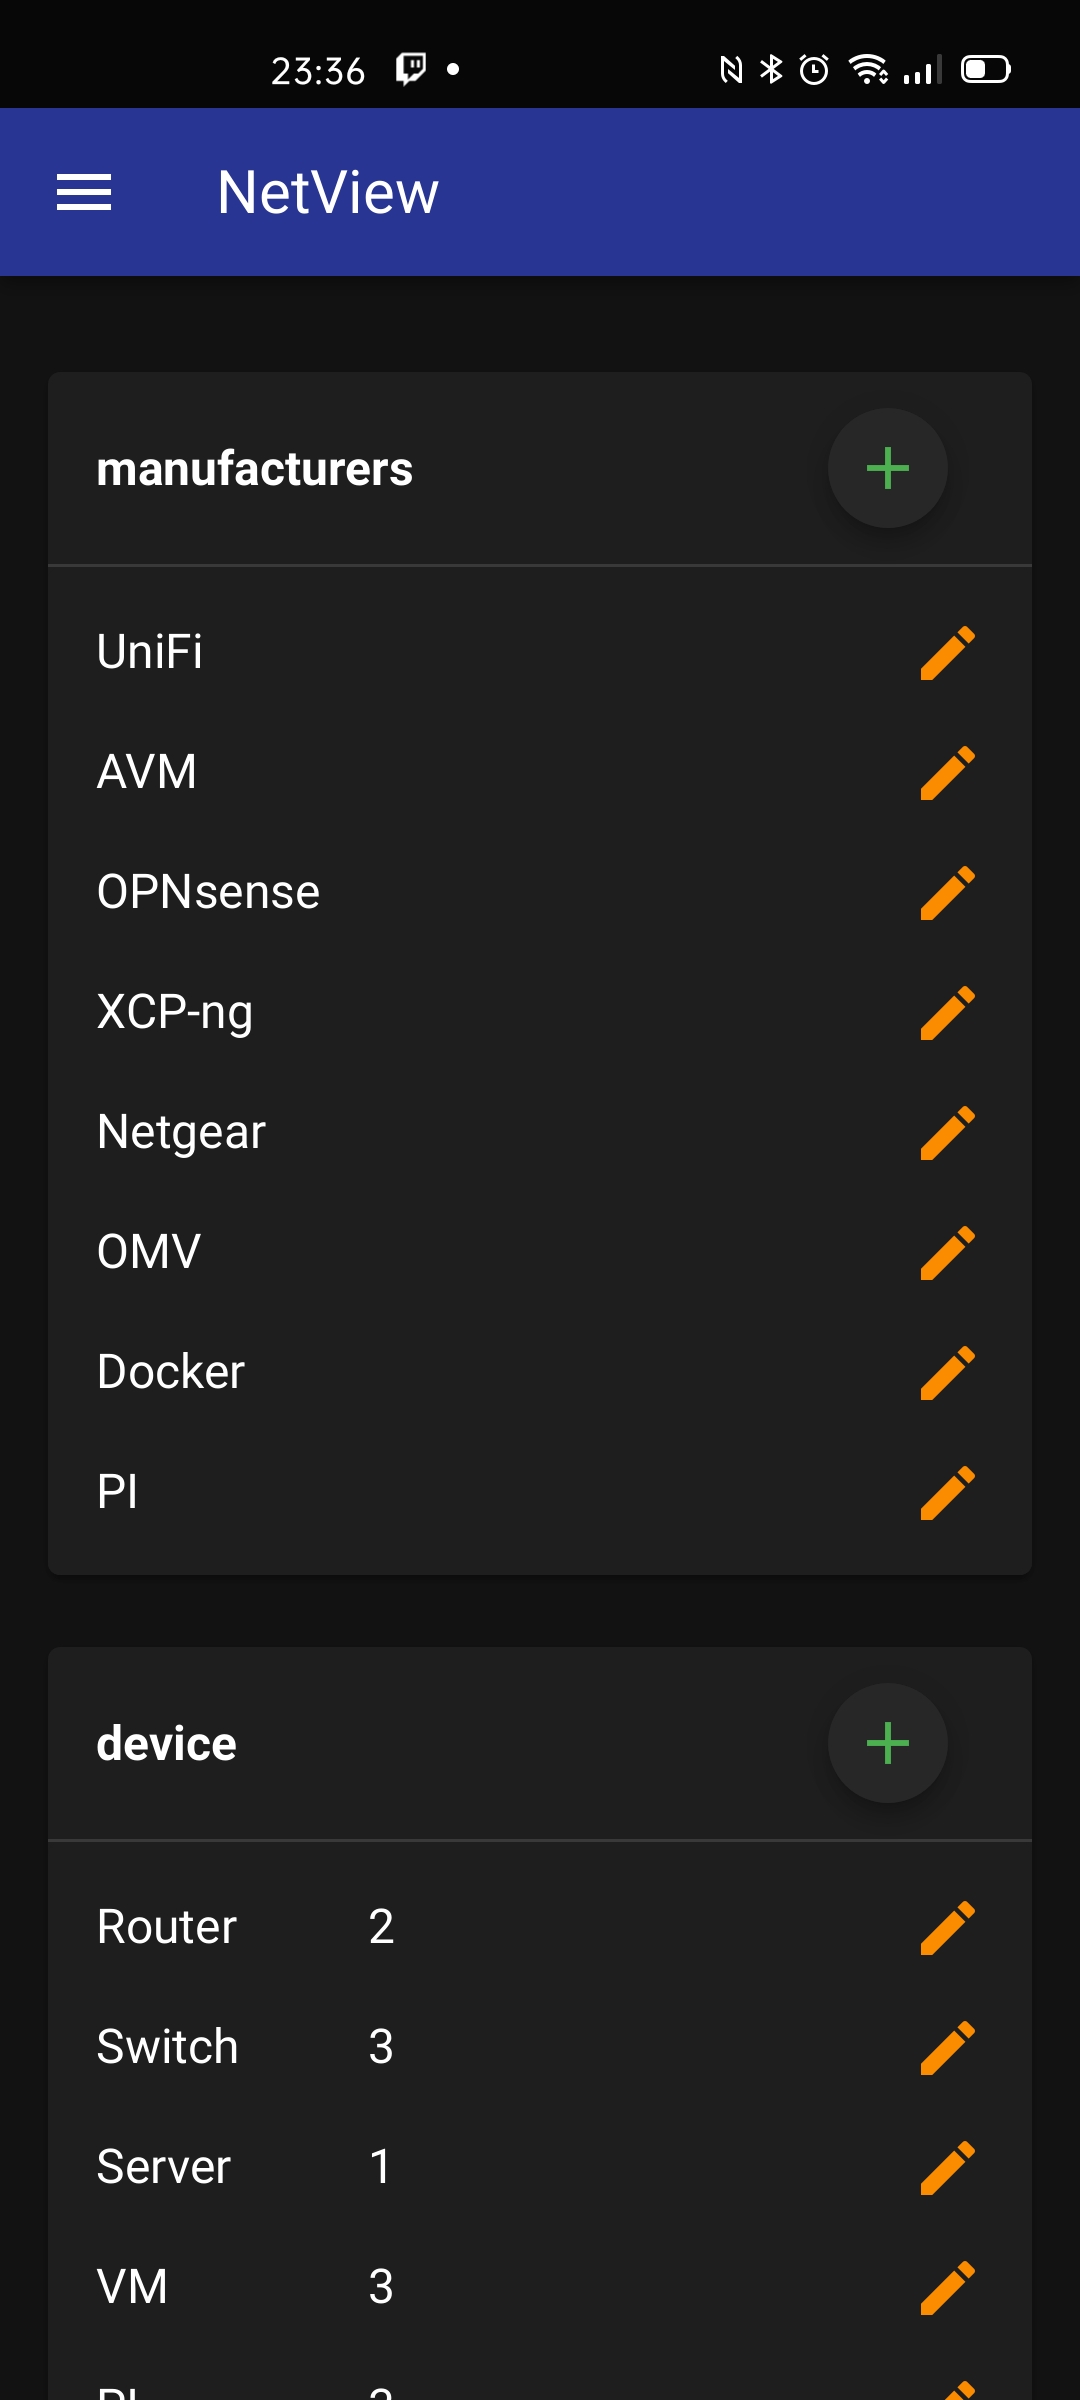 23:36
NetView
manufacturers
UniFi
AVM
OPNsense
XCP-ng
Netgear
OMV
Docker
PI
device
Router 2
Switch 3
Server 1
VM 3